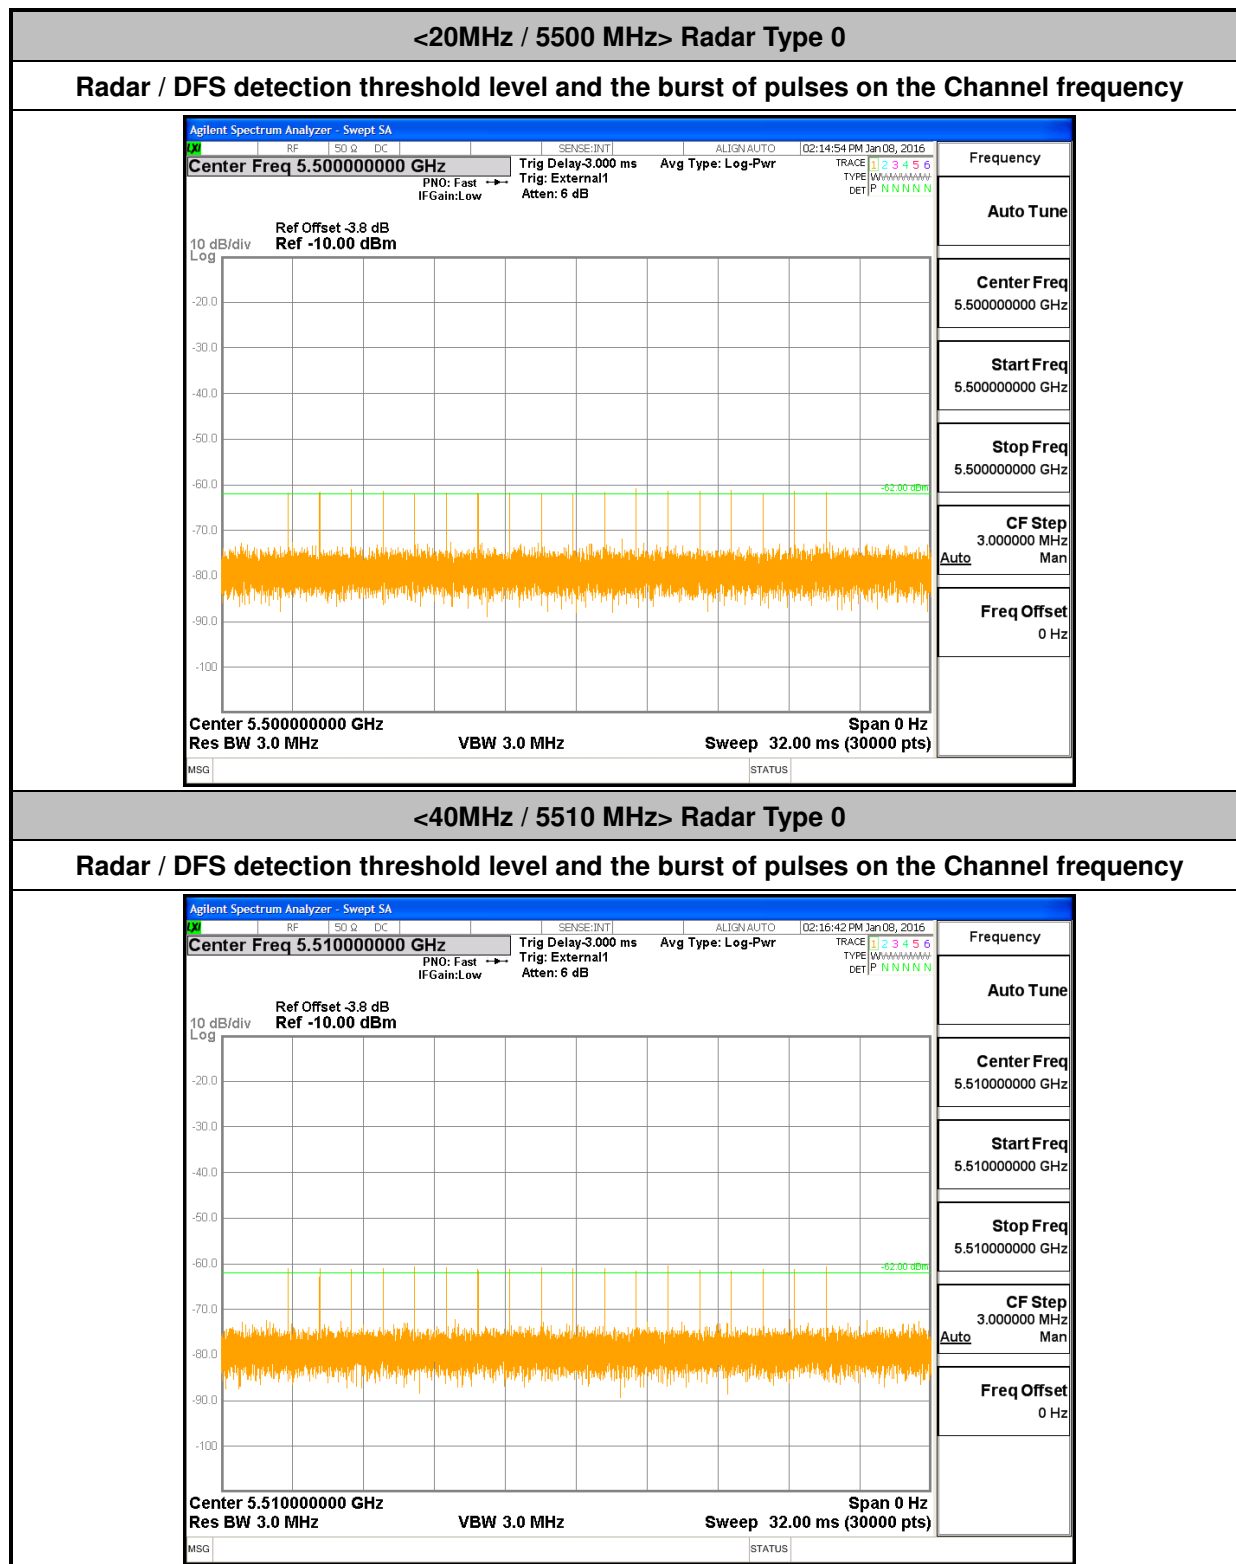 <20MHz / 5500 MHz> Radar Type 0
Radar / DFS detection threshold level and the burst of pulses on the Channel frequency
Agilent Spectrum Analyzer - Swept SA
LXI RF 50 Ω DC SENSE:INT ALIGN AUTO 02:14:54 PM Jan 08, 2016
Center Freq 5.500000000 GHz
PNO: Fast
IFGain:Low
Trig Delay-3.000 ms
Trig: External1
Atten: 6 dB
Avg Type: Log-Pwr
TRACE 1 2 3 4 5 6
TYPE WWWWWW
DET P N N N N N
Frequency
Auto Tune
Ref Offset -3.8 dB
10 dB/div Ref -10.00 dBm
Log
-20.0
-30.0
-40.0
-50.0
-60.0
-62.00 dBm
-70.0
-80.0
-90.0
-100
Center Freq
5.500000000 GHz
Start Freq
5.500000000 GHz
Stop Freq
5.500000000 GHz
CF Step
3.000000 MHz
Auto Man
Freq Offset
0 Hz
Center 5.500000000 GHz Span 0 Hz
Res BW 3.0 MHz VBW 3.0 MHz Sweep 32.00 ms (30000 pts)
MSG STATUS
<40MHz / 5510 MHz> Radar Type 0
Radar / DFS detection threshold level and the burst of pulses on the Channel frequency
Agilent Spectrum Analyzer - Swept SA
LXI RF 50 Ω DC SENSE:INT ALIGN AUTO 02:16:42 PM Jan 08, 2016
Center Freq 5.510000000 GHz
PNO: Fast
IFGain:Low
Trig Delay-3.000 ms
Trig: External1
Atten: 6 dB
Avg Type: Log-Pwr
TRACE 1 2 3 4 5 6
TYPE WWWWWW
DET P N N N N N
Frequency
Auto Tune
Ref Offset -3.8 dB
10 dB/div Ref -10.00 dBm
Log
-20.0
-30.0
-40.0
-50.0
-60.0
-62.00 dBm
-70.0
-80.0
-90.0
-100
Center Freq
5.510000000 GHz
Start Freq
5.510000000 GHz
Stop Freq
5.510000000 GHz
CF Step
3.000000 MHz
Auto Man
Freq Offset
0 Hz
Center 5.510000000 GHz Span 0 Hz
Res BW 3.0 MHz VBW 3.0 MHz Sweep 32.00 ms (30000 pts)
MSG STATUS